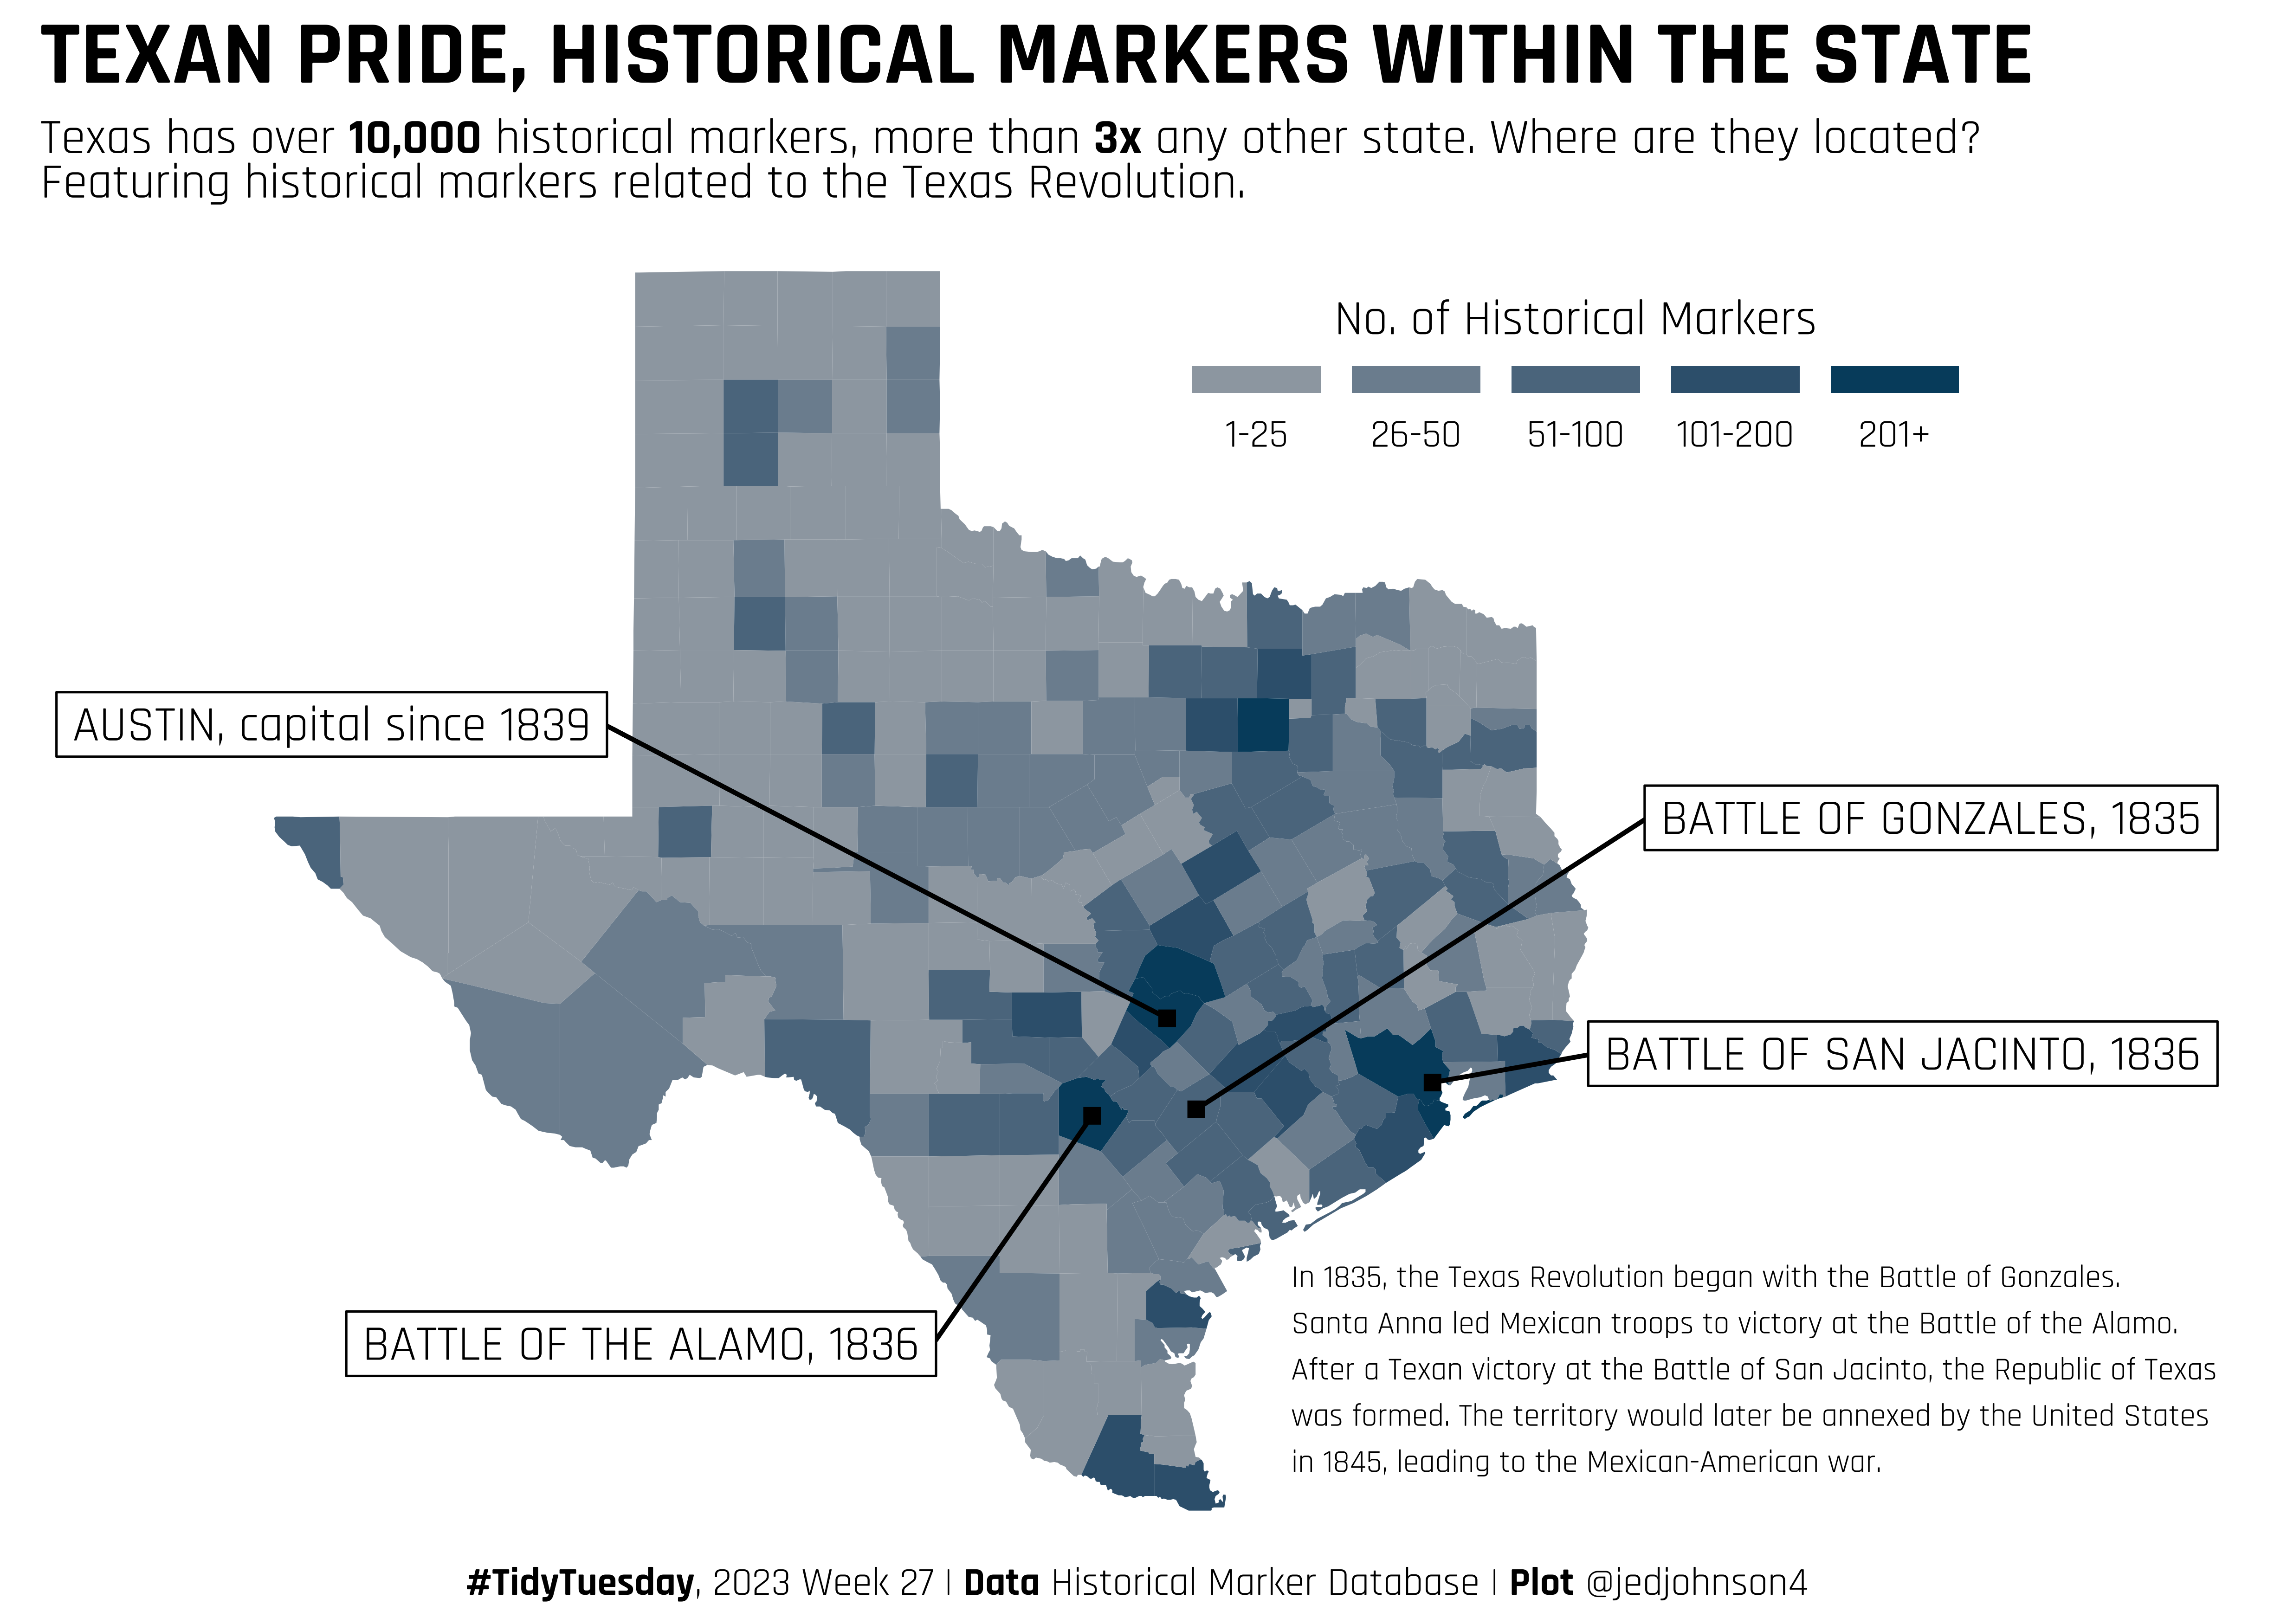 TEXAN PRIDE, HISTORICAL MARKERS WITHIN THE STATE
Texas has over 10,000 historical markers, more than 3x any other state. Where are they located?
Featuring historical markers related to the Texas Revolution.
No. of Historical Markers
1-25 26-50 51-100 101-200 201+
AUSTIN, capital since 1839
BATTLE OF GONZALES, 1835
BATTLE OF SAN JACINTO, 1836
BATTLE OF THE ALAMO, 1836
In 1835, the Texas Revolution began with the Battle of Gonzales.
Santa Anna led Mexican troops to victory at the Battle of the Alamo.
After a Texan victory at the Battle of San Jacinto, the Republic of Texas
was formed. The territory would later be annexed by the United States
in 1845, leading to the Mexican-American war.
#TidyTuesday, 2023 Week 27 | Data Historical Marker Database | Plot @jedjohnson4